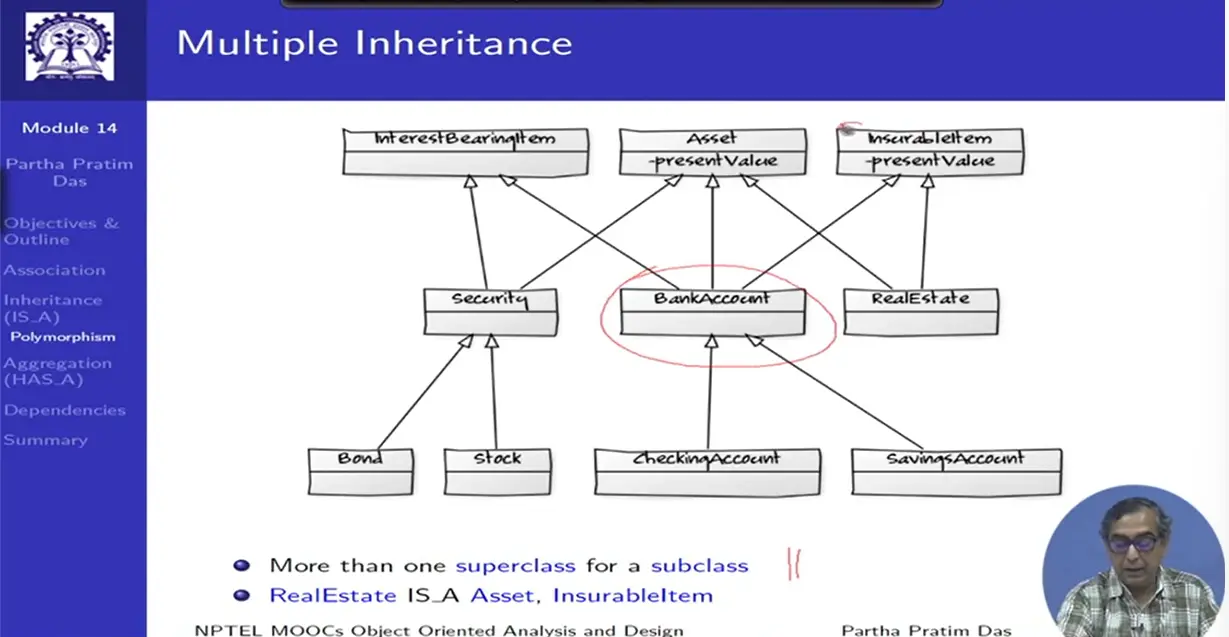 Multiple Inheritance
Module 14
Partha Pratim
Das
Objectives &
Outline
Association
Inheritance
(IS_A)
Polymorphism
Aggregation
(HAS_A)
Dependencies
Summary
InterestBearingItem
Asset
-presentValue
InsurableItem
-presentValue
Security
BankAccount
RealEstate
Bond
Stock
CheckingAccount
SavingsAccount
More than one superclass for a subclass
RealEstate IS_A Asset, InsurableItem
NPTEL MOOCs Object Oriented Analysis and Design
Partha Pratim Das